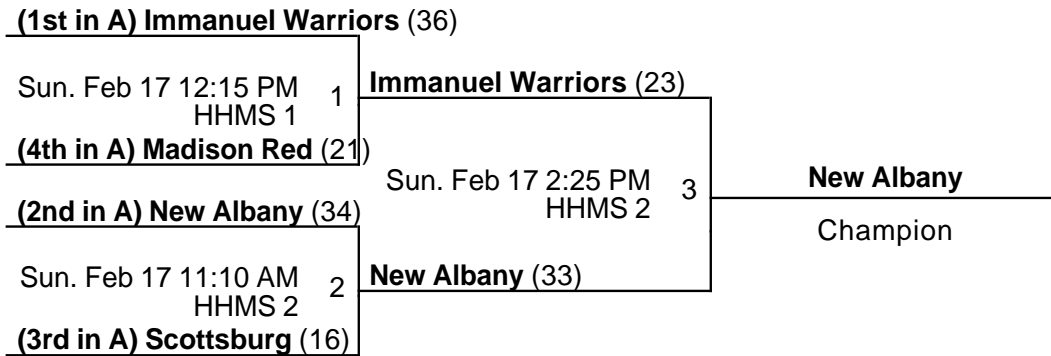 (1st in A) Immanuel Warriors (36)
Sun. Feb 17 12:15 PM 1
HHMS 1
(4th in A) Madison Red (21)
Immanuel Warriors (23)
(2nd in A) New Albany (34)
Sun. Feb 17 11:10 AM 2
HHMS 2
(3rd in A) Scottsburg (16)
New Albany (33)
Sun. Feb 17 2:25 PM 3
HHMS 2
New Albany
Champion